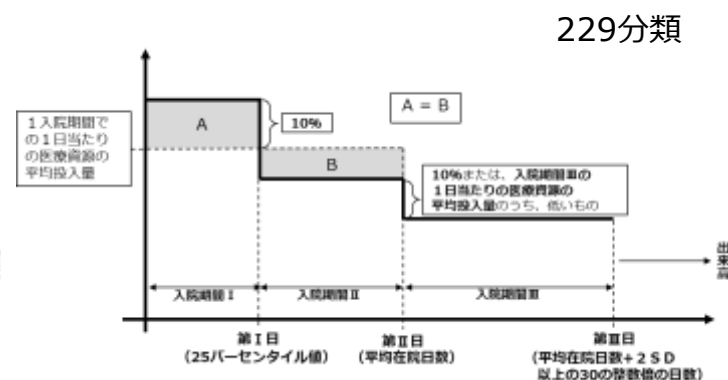 229分類
1入院期間で
の1日当たり
の医療資源の
平均投入量
A
10%
A = B
B
10%または、入院期間Ⅲの
1日当たりの医療資源の
平均投入量のうち、低いもの
出
来
高
入院期間Ⅰ
入院期間Ⅱ
入院期間Ⅲ
第Ⅰ日
(25パーセンタイル値)
第Ⅱ日
(平均在院日数)
第Ⅲ日
(平均在院日数+2SD
以上の30の整数倍の日数)